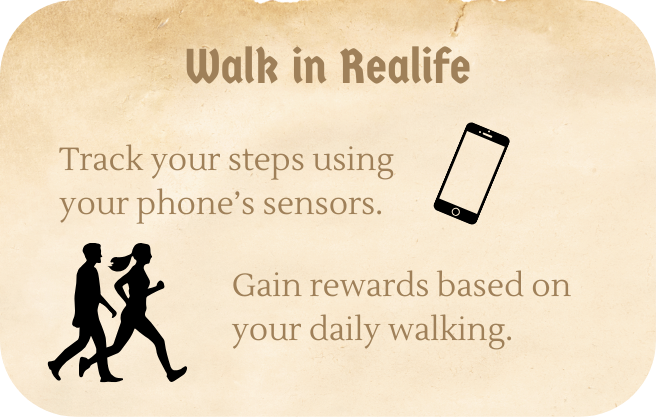 Walk in Realife
Track your steps using
your phone’s sensors.
Gain rewards based on
your daily walking.